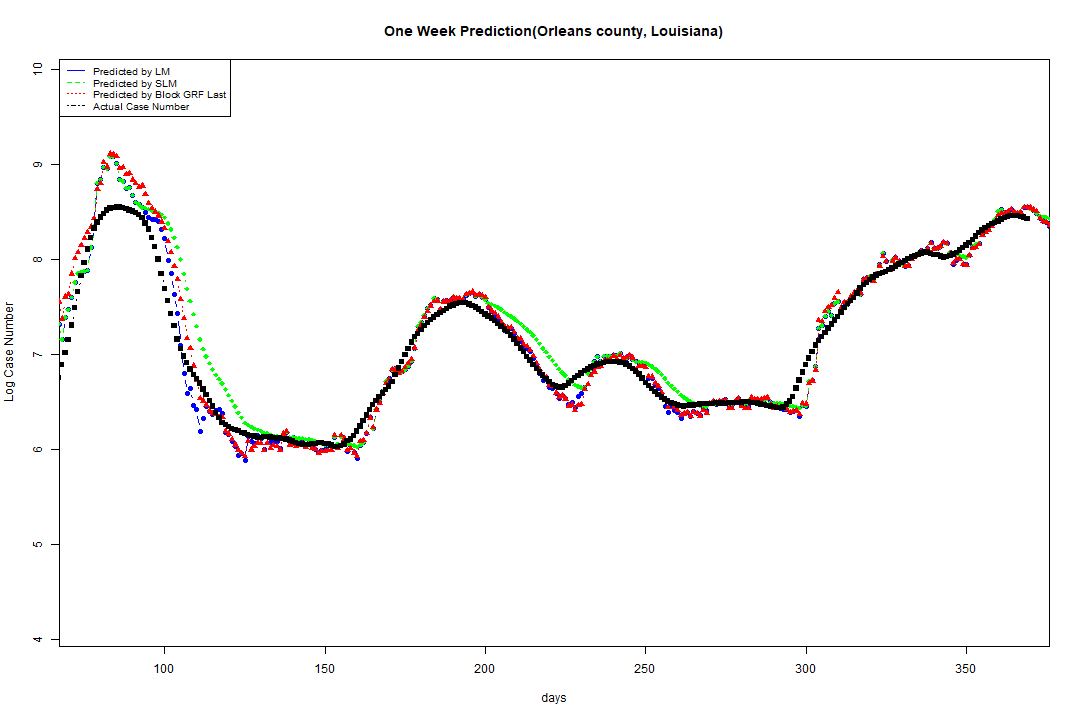 One Week Prediction(Orleans county, Louisiana)
Predicted by LM
Predicted by SLM
Predicted by Block GRF Last
Actual Case Number
10
9
8
7
6
5
4
Log Case Number
100 150 200 250 300 350
days